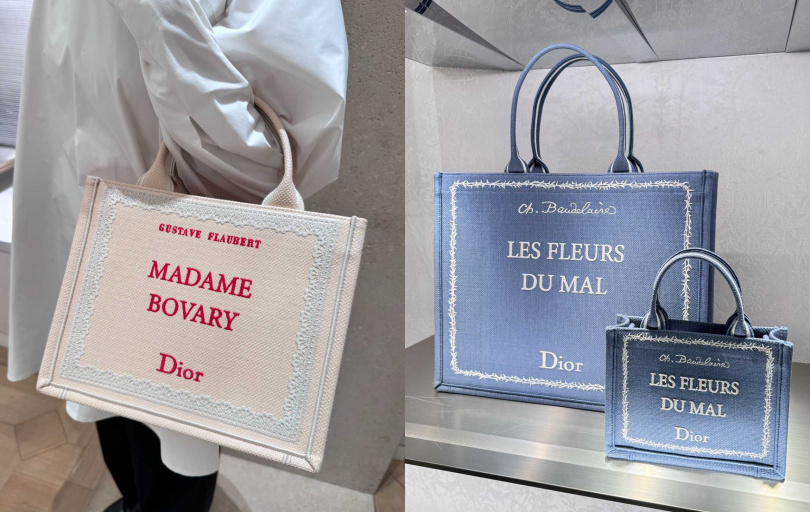 GUSTAVE FLAUBERT
MADAME
BOVARY
Dior
Ch. Baudelaire
LES FLEURS
DU MAL
Dior
Ch. Baudelaire
LES FLEURS
DU MAL
Dior